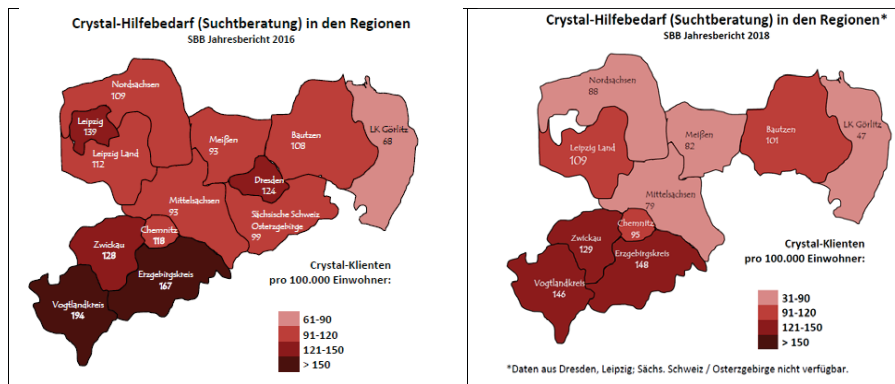 Crystal-Hilfebedarf (Suchtberatung) in den Regionen
SBB Jahresbericht 2016
Nordsachsen
109
Leipzig
139
Leipzig Land
112
Meißen
93
Bautzen
108
LK Görlitz
68
Dresden
124
Mittelsachsen
93
Sächsische Schweiz
Osterzgebirge
99
Chemnitz
118
Zwickau
128
Erzgebirgskreis
167
Vogtlandkreis
194
Crystal-Klienten
pro 100.000 Einwohner:
61-90
91-120
121-150
> 150
Crystal-Hilfebedarf (Suchtberatung) in den Regionen*
SBB Jahresbericht 2018
Nordsachsen
88
Leipzig Land
109
Meißen
82
Bautzen
101
LK Görlitz
47
Mittelsachsen
79
Chemnitz
95
Zwickau
129
Erzgebirgskreis
148
Vogtlandkreis
146
Crystal-Klienten
pro 100.000 Einwohner:
31-90
91-120
121-150
> 150
*Daten aus Dresden, Leipzig; Sächs. Schweiz / Osterzgebirge nicht verfügbar.